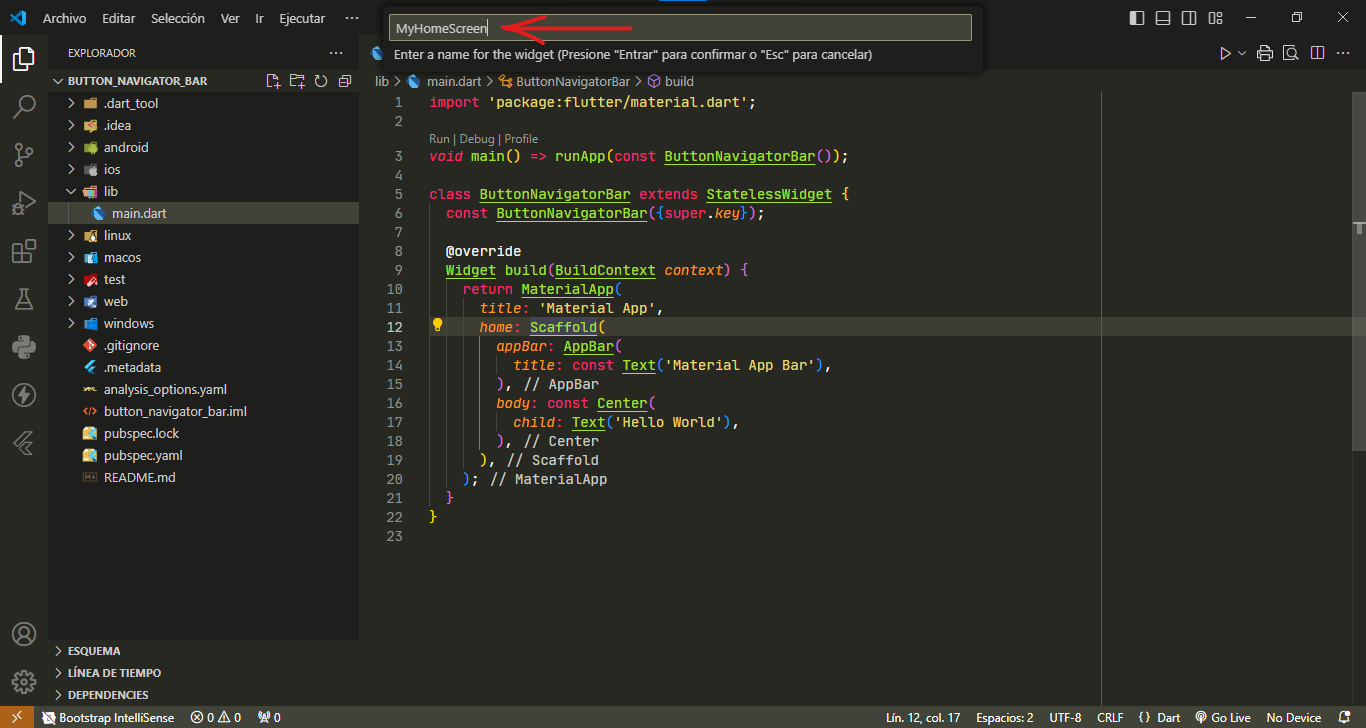 Archivo Editar Selección Ver Ir Ejecutar ···
MyHomeScreen
Enter a name for the widget (Presione "Entrar" para confirmar o "Esc" para cancelar)
EXPLORADOR ···
BUTTON_NAVIGATOR_BAR
.dart_tool
.idea
android
ios
lib
main.dart
linux
macos
test
web
windows
.gitignore
.metadata
analysis_options.yaml
button_navigator_bar.iml
pubspec.lock
pubspec.yaml
README.md
ESQUEMA
LÍNEA DE TIEMPO
DEPENDENCIES
lib > main.dart > ButtonNavigatorBar > build
1 import 'package:flutter/material.dart';
2
Run | Debug | Profile
3 void main() => runApp(const ButtonNavigatorBar());
4
5 class ButtonNavigatorBar extends StatelessWidget {
6 const ButtonNavigatorBar({super.key});
7
8 @override
9 Widget build(BuildContext context) {
10 return MaterialApp(
11 title: 'Material App',
12 home: Scaffold(
13 appBar: AppBar(
14 title: const Text('Material App Bar'),
15 ), // AppBar
16 body: const Center(
17 child: Text('Hello World'),
18 ), // Center
19 ), // Scaffold
20 ); // MaterialApp
21 }
22 }
23
Bootstrap IntelliSense 0 0 0 Lín. 12, col. 17 Espacios: 2 UTF-8 CRLF {} Dart Go Live No Device